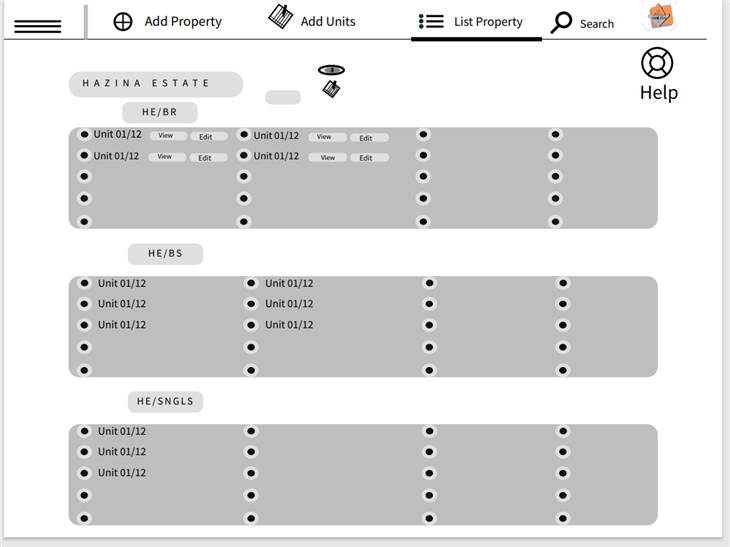 Add Property Add Units List Property Search
Help
HAZINA ESTATE
HE/BR
Unit 01/12 View Edit Unit 01/12 View Edit
Unit 01/12 View Edit Unit 01/12 View Edit
HE/BS
Unit 01/12 Unit 01/12
Unit 01/12 Unit 01/12
Unit 01/12 Unit 01/12
HE/SNGLS
Unit 01/12
Unit 01/12
Unit 01/12